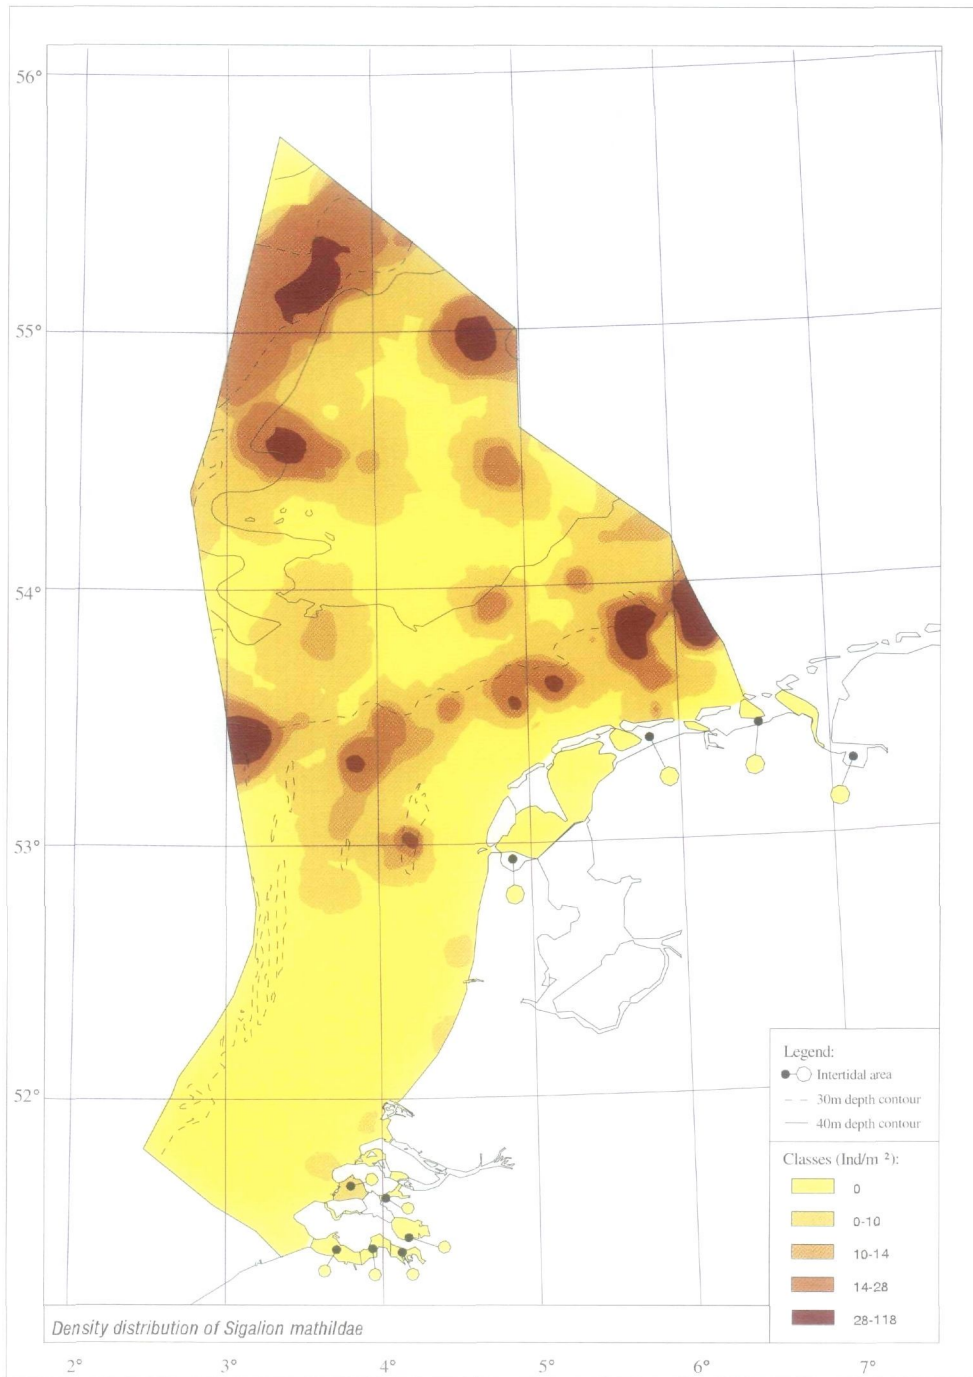 56°
55°
54°
53°
52°
Legend:
Intertidal area
30m depth contour
40m depth contour
Classes (Ind/m ²):
0
0-10
10-14
14-28
28-118
Density distribution of Sigalion mathildae
2° 3° 4° 5° 6° 7°